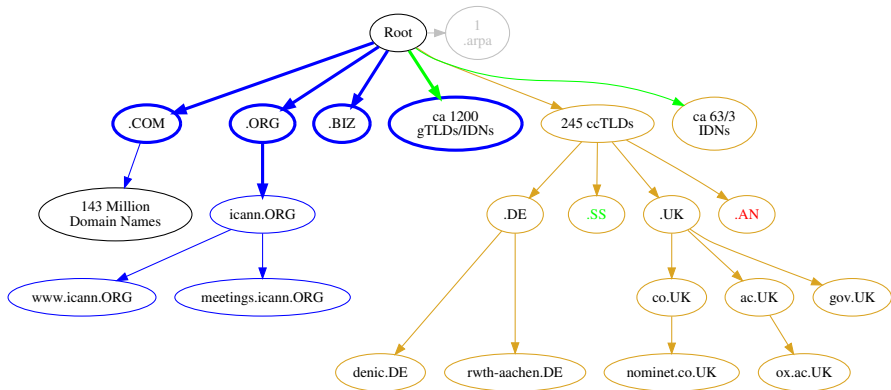 Root
1
.arpa
.COM
.ORG
.BIZ
ca 1200
gTLDs/IDNs
245 ccTLDs
ca 63/3
IDNs
143 Million
Domain Names
icann.ORG
.DE
.SS
.UK
.AN
www.icann.ORG
meetings.icann.ORG
co.UK
ac.UK
gov.UK
denic.DE
rwth-aachen.DE
nominet.co.UK
ox.ac.UK